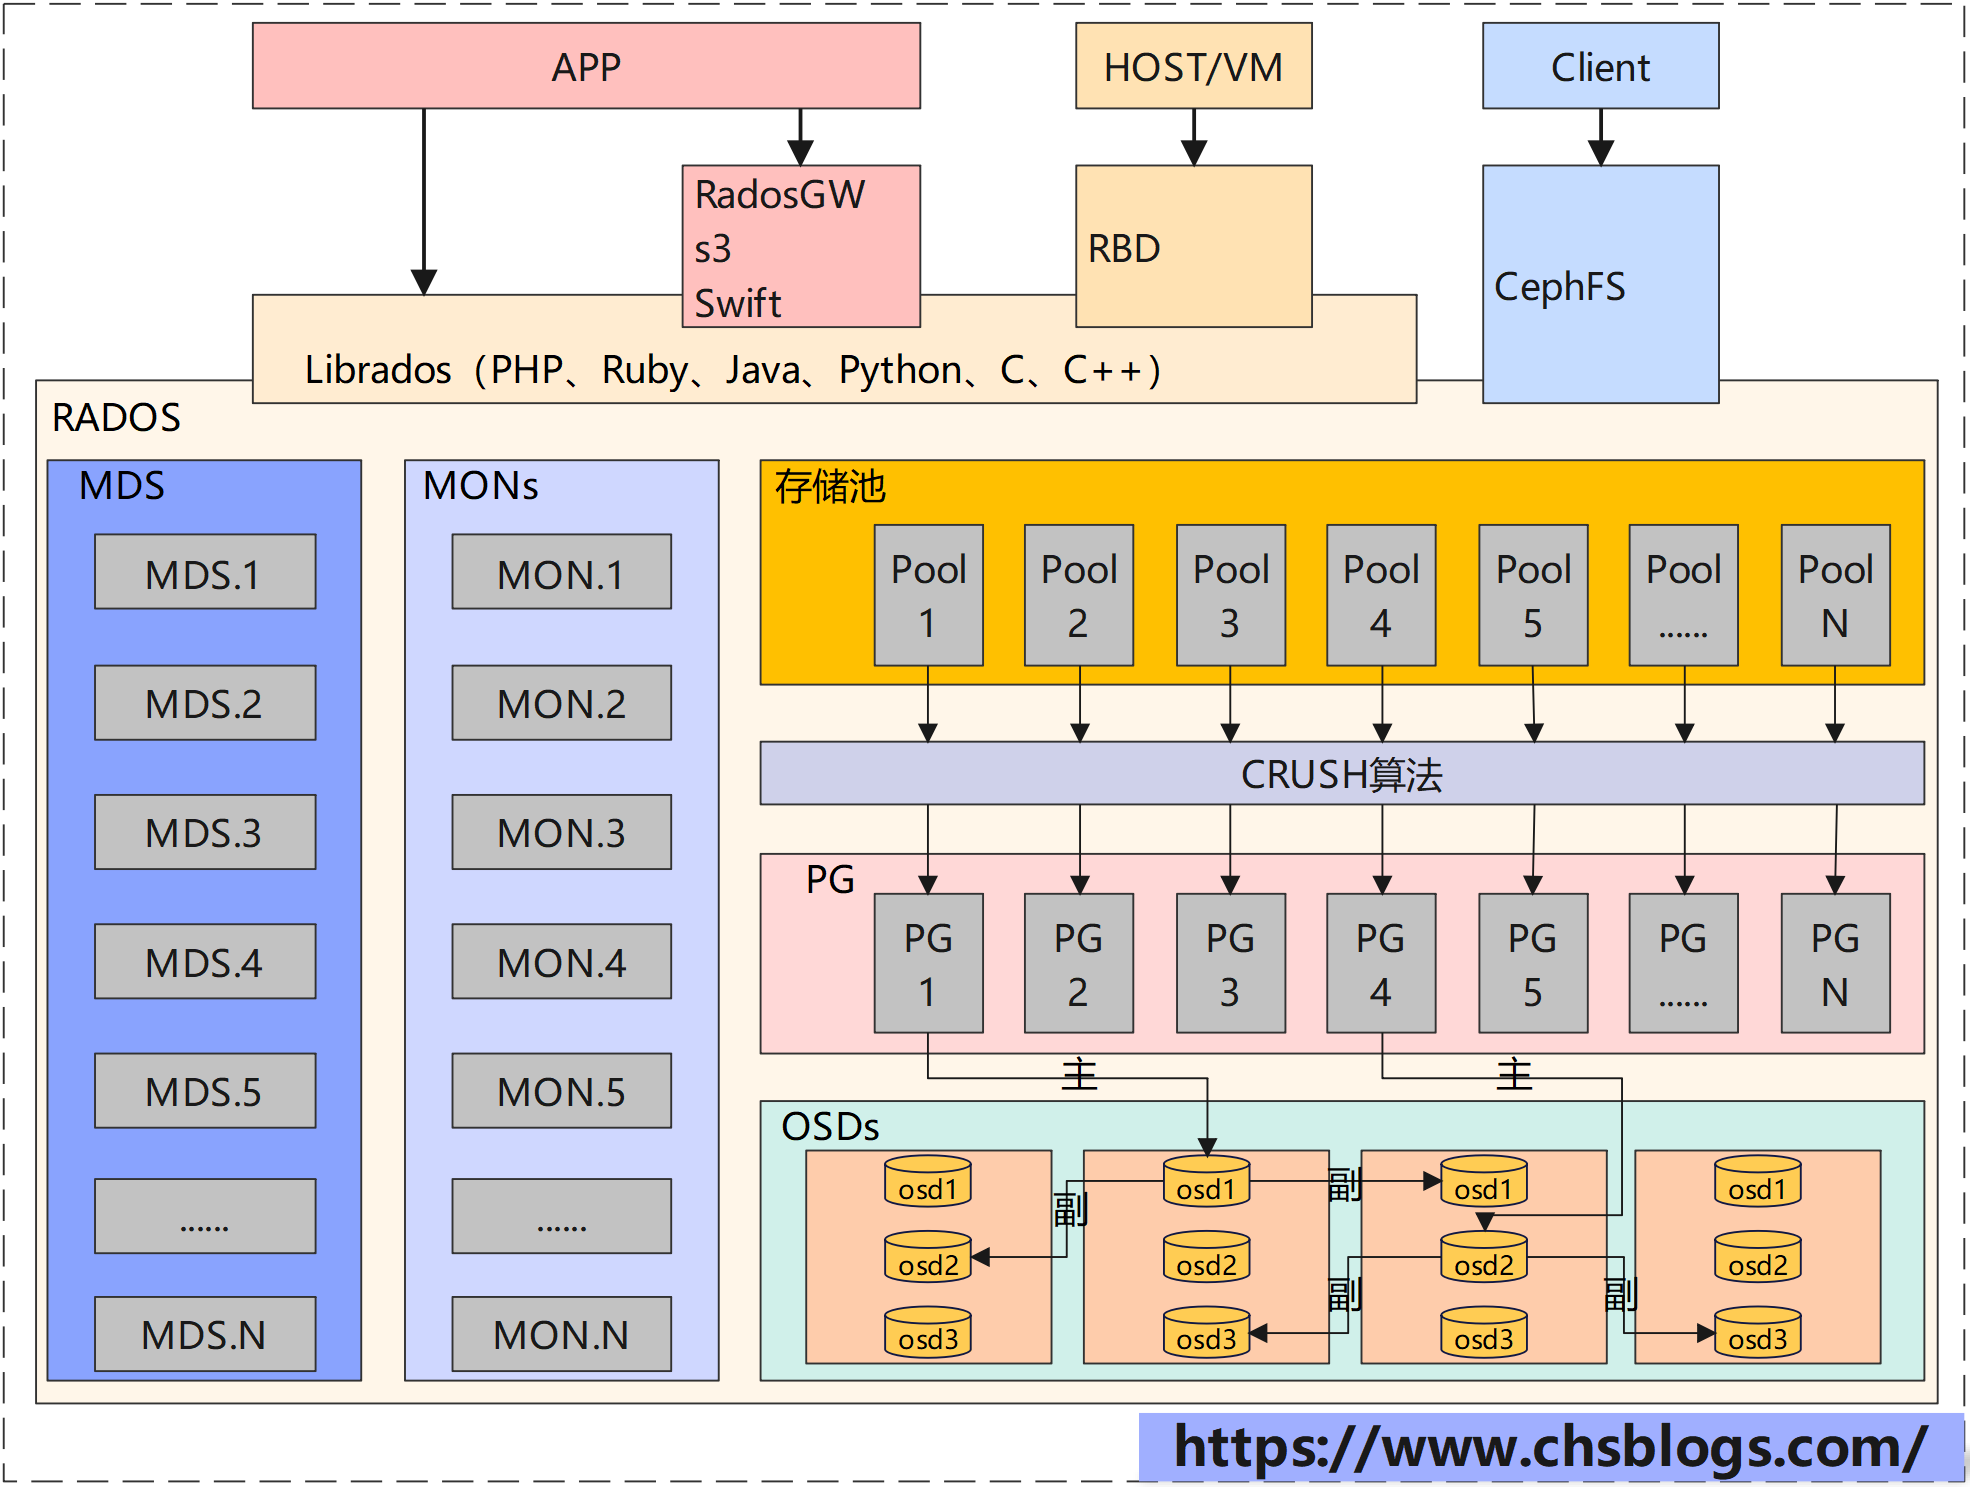 APP
HOST/VM
Client
RadosGW
s3
Swift
RBD
CephFS
Librados（PHP、Ruby、Java、Python、C、C++）
RADOS
MDS
MDS.1
MDS.2
MDS.3
MDS.4
MDS.5
......
MDS.N
MONs
MON.1
MON.2
MON.3
MON.4
MON.5
......
MON.N
存储池
Pool
1
Pool
2
Pool
3
Pool
4
Pool
5
Pool
......
Pool
N
CRUSH算法
PG
PG
1
PG
2
PG
3
PG
4
PG
5
PG
......
PG
N
主
主
OSDs
osd1
osd2
osd3
副
osd1
osd2
osd3
副
副
osd1
osd2
osd3
副
osd1
osd2
osd3
https://www.chsblogs.com/